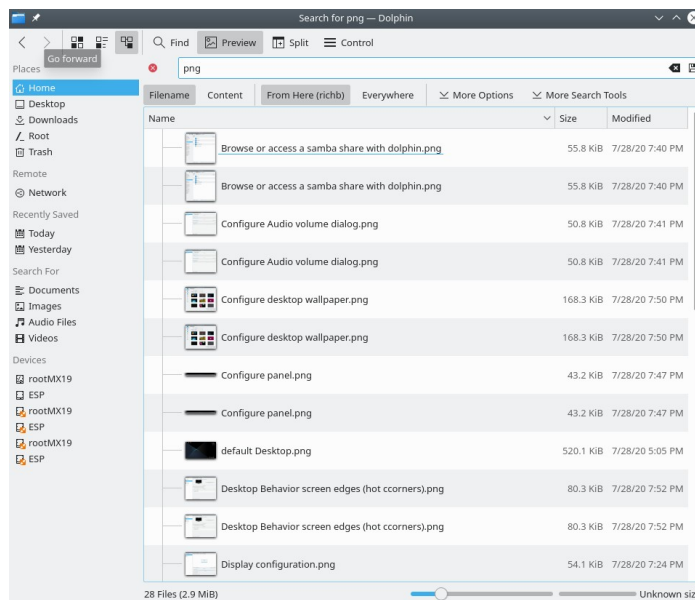 Search for png — Dolphin
Find Preview Split Control
Go forward
Places
Home
Desktop
Downloads
Root
Trash
Remote
Network
Recently Saved
Today
Yesterday
Search For
Documents
Images
Audio Files
Videos
Devices
rootMX19
ESP
rootMX19
ESP
rootMX19
ESP
png
Filename Content From Here (richb) Everywhere More Options More Search Tools
Name Size Modified
Browse or access a samba share with dolphin.png 55.8 KiB 7/28/20 7:40 PM
Browse or access a samba share with dolphin.png 55.8 KiB 7/28/20 7:40 PM
Configure Audio volume dialog.png 50.8 KiB 7/28/20 7:41 PM
Configure Audio volume dialog.png 50.8 KiB 7/28/20 7:41 PM
Configure desktop wallpaper.png 168.3 KiB 7/28/20 7:50 PM
Configure desktop wallpaper.png 168.3 KiB 7/28/20 7:50 PM
Configure panel.png 43.2 KiB 7/28/20 7:47 PM
Configure panel.png 43.2 KiB 7/28/20 7:47 PM
default Desktop.png 520.1 KiB 7/28/20 5:05 PM
Desktop Behavior screen edges (hot ccorners).png 80.3 KiB 7/28/20 7:52 PM
Desktop Behavior screen edges (hot ccorners).png 80.3 KiB 7/28/20 7:52 PM
Display configuration.png 54.1 KiB 7/28/20 7:24 PM
28 Files (2.9 MiB) Unknown siz